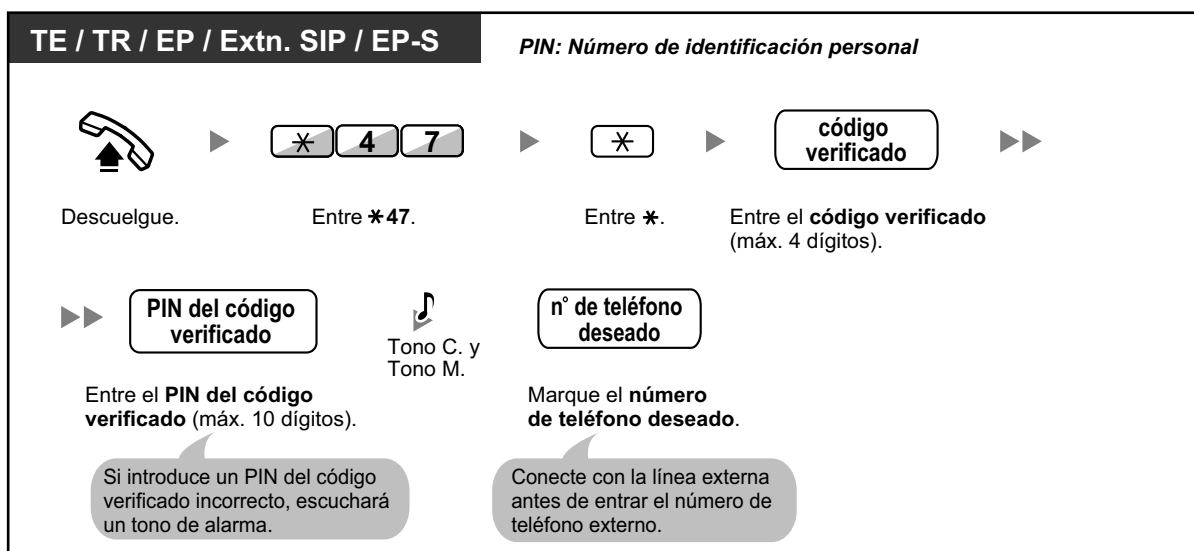 TE / TR / EP / Extn. SIP / EP-S
PIN: Número de identificación personal
* 4 7
*
código
verificado
Descuelgue.
Entre *47.
Entre *.
Entre el código verificado
(máx. 4 dígitos).
PIN del código
verificado
Tono C. y
Tono M.
n° de teléfono
deseado
Entre el PIN del código
verificado (máx. 10 dígitos).
Marque el número
de teléfono deseado.
Si introduce un PIN del código
verificado incorrecto, escuchará
un tono de alarma.
Conecte con la línea externa
antes de entrar el número de
teléfono externo.